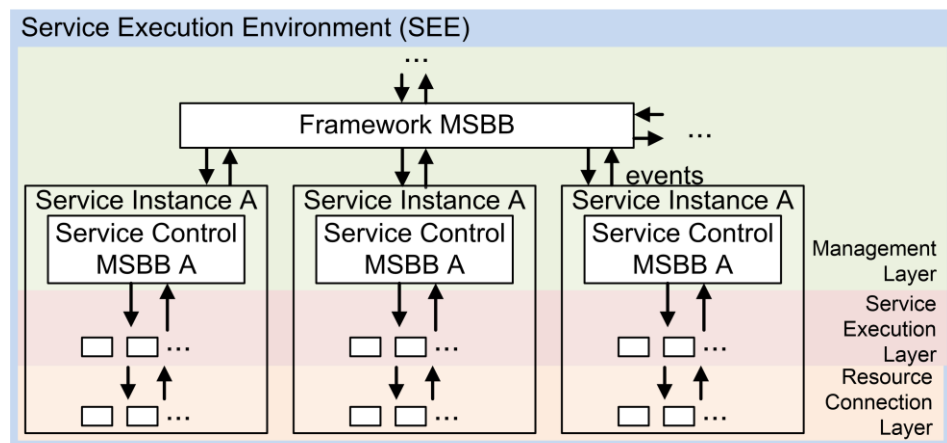 Service Execution Environment (SEE)
...
Framework MSBB
...
events
Service Instance A
Service Instance A
Service Instance A
Service Control
MSBB A
Service Control
MSBB A
Service Control
MSBB A
Management
Layer
Service
Execution
Layer
...
...
...
Resource
Connection
Layer
...
...
...